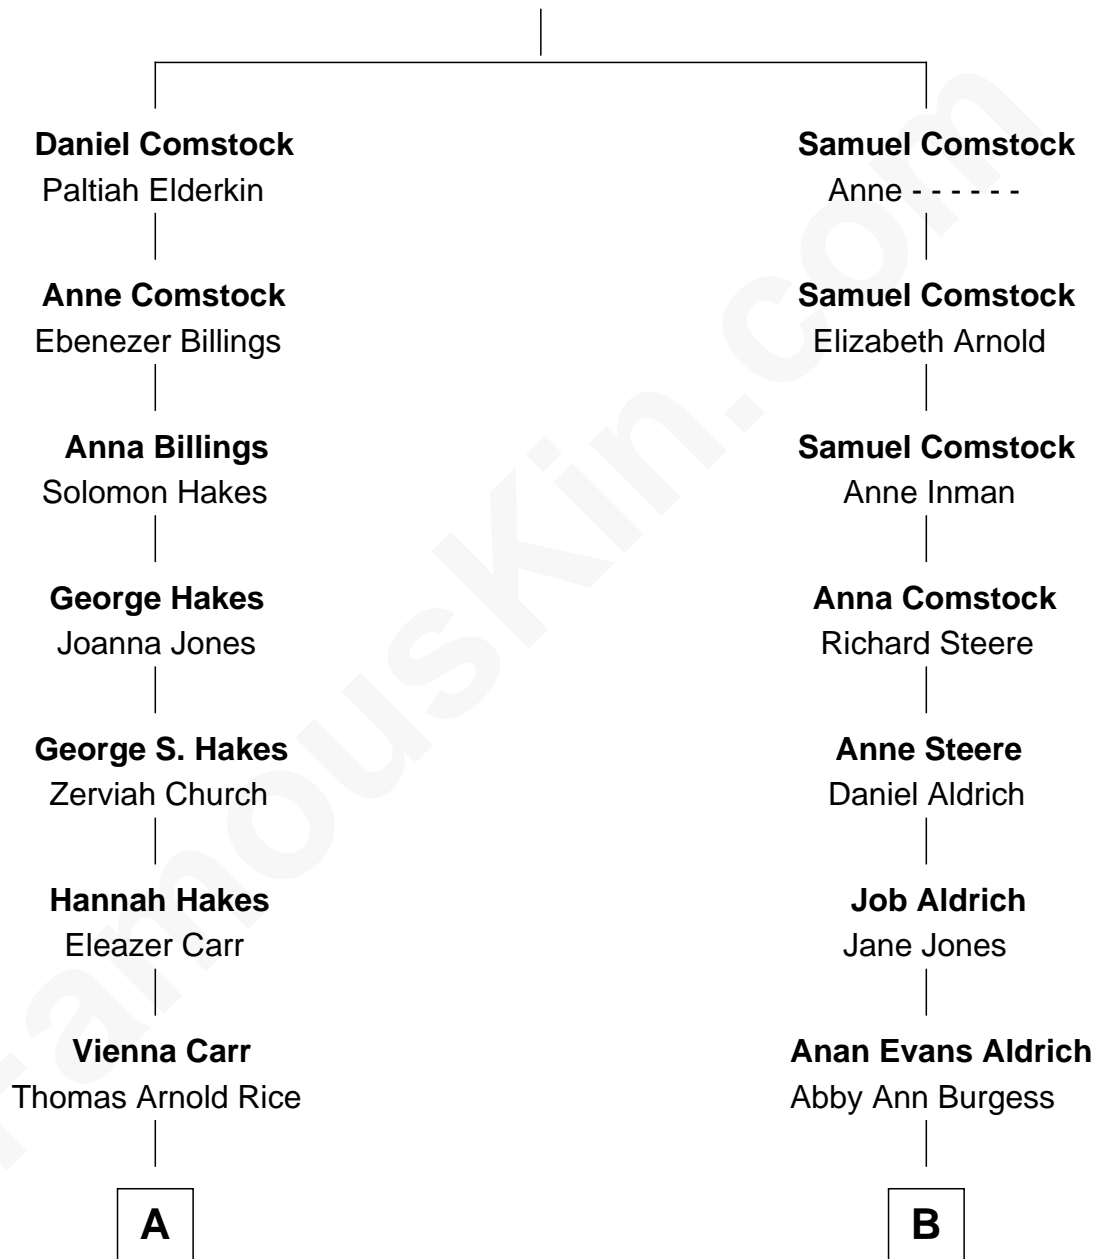 Daniel Comstock
Paltiah Elderkin
Anne Comstock
Ebenezer Billings
Anna Billings
Solomon Hakes
George Hakes
Joanna Jones
George S. Hakes
Zerviah Church
Hannah Hakes
Eleazer Carr
Vienna Carr
Thomas Arnold Rice
A
Samuel Comstock
Anne - - - - - -
Samuel Comstock
Elizabeth Arnold
Samuel Comstock
Anne Inman
Anna Comstock
Richard Steere
Anne Steere
Daniel Aldrich
Job Aldrich
Jane Jones
Anan Evans Aldrich
Abby Ann Burgess
B
FamousKin.com